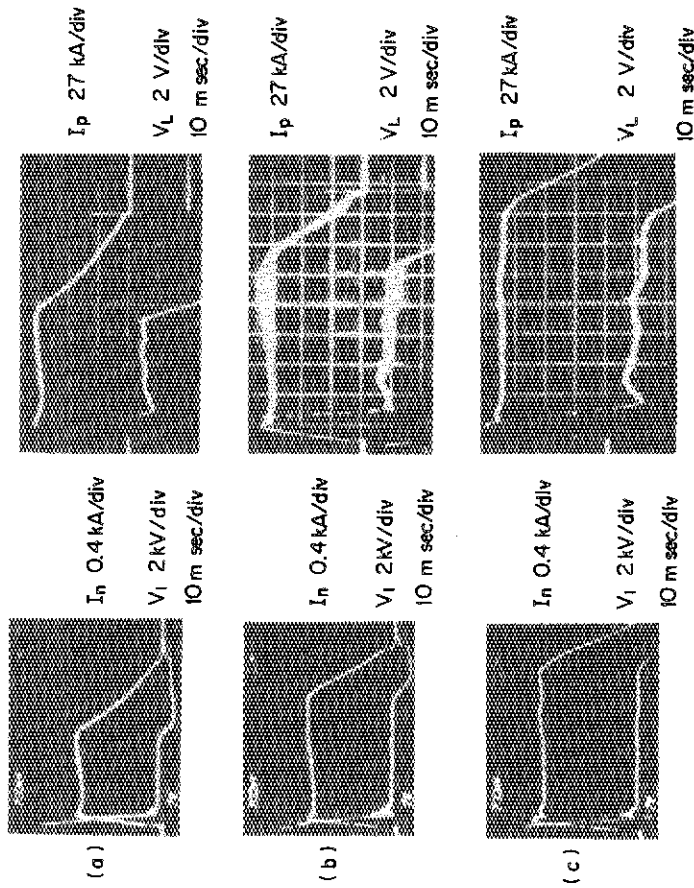 (a)
In 0.4 kA/div
V1 2 kV/div
10 m sec/div
Ip 27 kA/div
VL 2 V/div
10 m sec/div
(b)
In 0.4 kA/div
V1 2 kV/div
10 m sec/div
Ip 27 kA/div
VL 2 V/div
10 m sec/div
(c)
In 0.4 kA/div
V1 2 kV/div
10 m sec/div
Ip 27 kA/div
VL 2 V/div
10 m sec/div